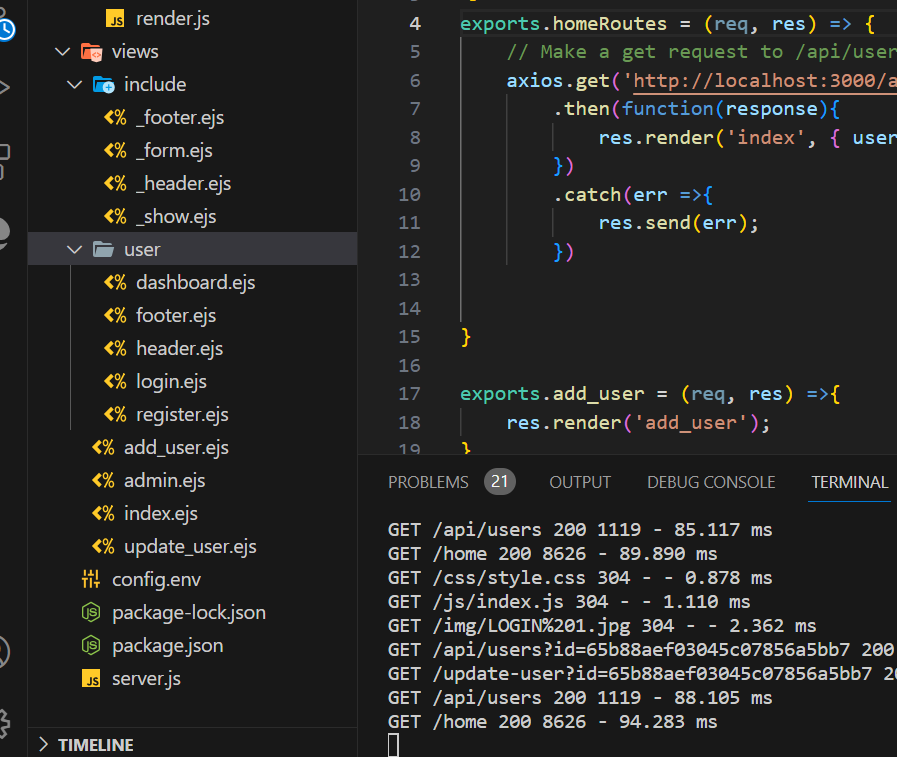 JS render.js
views
include
_footer.ejs
_form.ejs
_header.ejs
_show.ejs
user
dashboard.ejs
footer.ejs
header.ejs
login.ejs
register.ejs
add_user.ejs
admin.ejs
index.ejs
update_user.ejs
config.env
package-lock.json
package.json
JS server.js
TIMELINE
4 exports.homeRoutes = (req, res) => {
5 // Make a get request to /api/user
6 axios.get('http://localhost:3000/a
7 .then(function(response){
8 res.render('index', { user
9 })
10 .catch(err =>{
11 res.send(err);
12 })
13
14
15 }
16
17 exports.add_user = (req, res) =>{
18 res.render('add_user');
19 }
PROBLEMS 21 OUTPUT DEBUG CONSOLE TERMINAL
GET /api/users 200 1119 - 85.117 ms
GET /home 200 8626 - 89.890 ms
GET /css/style.css 304 - - 0.878 ms
GET /js/index.js 304 - - 1.110 ms
GET /img/LOGIN%201.jpg 304 - - 2.362 ms
GET /api/users?id=65b88aef03045c07856a5bb7 200
GET /update-user?id=65b88aef03045c07856a5bb7 20
GET /api/users 200 1119 - 88.105 ms
GET /home 200 8626 - 94.283 ms